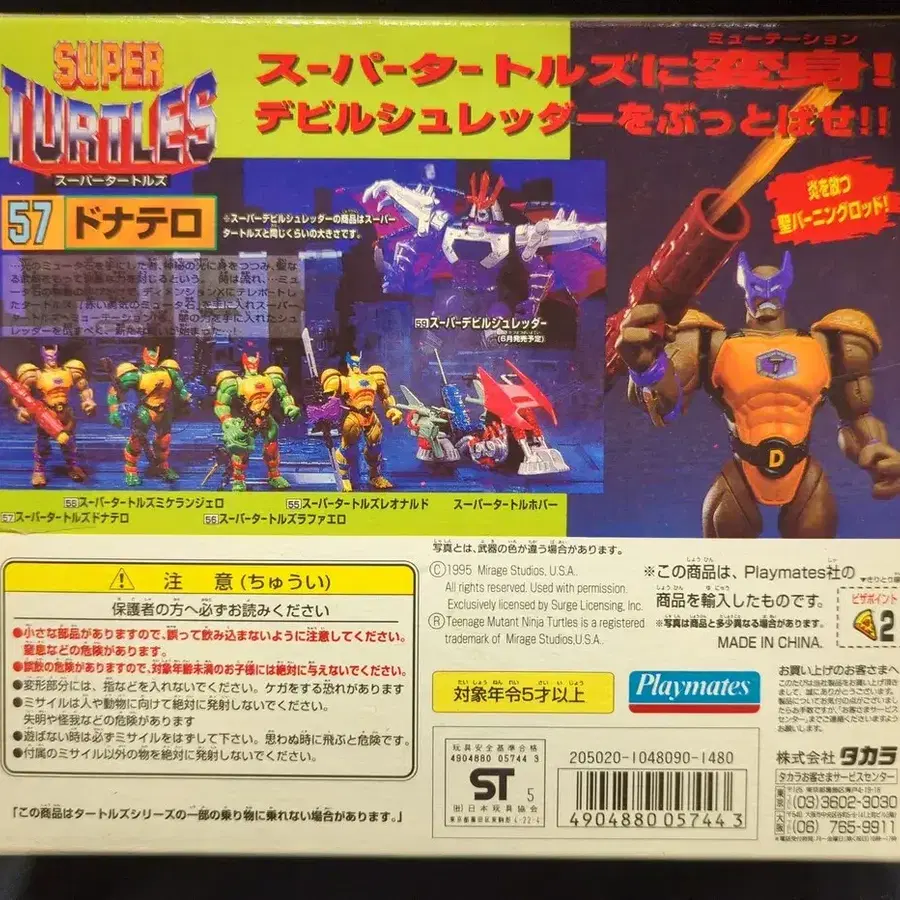 SUPER
TURTLES
スーパータートルズ
57 ドナテロ
ミューテーション
スーパータートルズに変身!
デビルシュレッダーをぶっとばせ!!
炎を放つ
聖バーニングロッド!
※スーパーデビルシュレッダーの商品はスーパー
タートルズと同じくらいの大きさです。
59 スーパーデビルシュレッダー
(6月発売予定)
58 スーパータートルズミケランジェロ
55 スーパータートルズレオナルド
スーパータートルホバー
57 スーパータートルズドナテロ
56 スーパータートルズラファエロ
写真とは、武器の色が違う場合があります。
⚠ 注 意 (ちゅうい)
保護者の方へ必ずお読みください
●小さな部品がありますので、誤って飲み込まないように注意してください。
窒息などの危険があります。
●誤飲の危険がありますので、対象年齢未満のお子様には絶対に与えないでください。
●変形部分には、指などを入れないでください。ケガをする恐れがあります
●ミサイルは人や動物に向けて絶対に発射しないでください。
失明や怪我などの危険があります
●遊ばない時は必ずミサイルをはずして下さい。思わぬ時に飛ぶと危険です。
●付属のミサイル以外の物を絶対に発射しないでください。
「この商品はタートルズシリーズの一部の乗り物に乗れない場合があります。」
©1995 Mirage Studios, U.S.A.
All rights reserved. Used with permission.
Exclusively licensed by Surge Licensing, Inc.
®Teenage Mutant Ninja Turtles is a registered
trademark of Mirage Studios,U.S.A.
※この商品は、Playmates社の
商品を輸入したものです。
※写真は商品と多少異なる場合があります。
MADE IN CHINA.
ピザポイント
2
対象年令5才以上
Playmates
お買い上げのお客さまへ
玩具安全基準合格
4904880 05744 3
ST 5
(社)日本玩具協会
205020-1048090-1480
4904880057443
株式会社 タカラ
タカラお客さまサービスセンター
東京 (03)3602-3030
大阪 (06) 765-9911